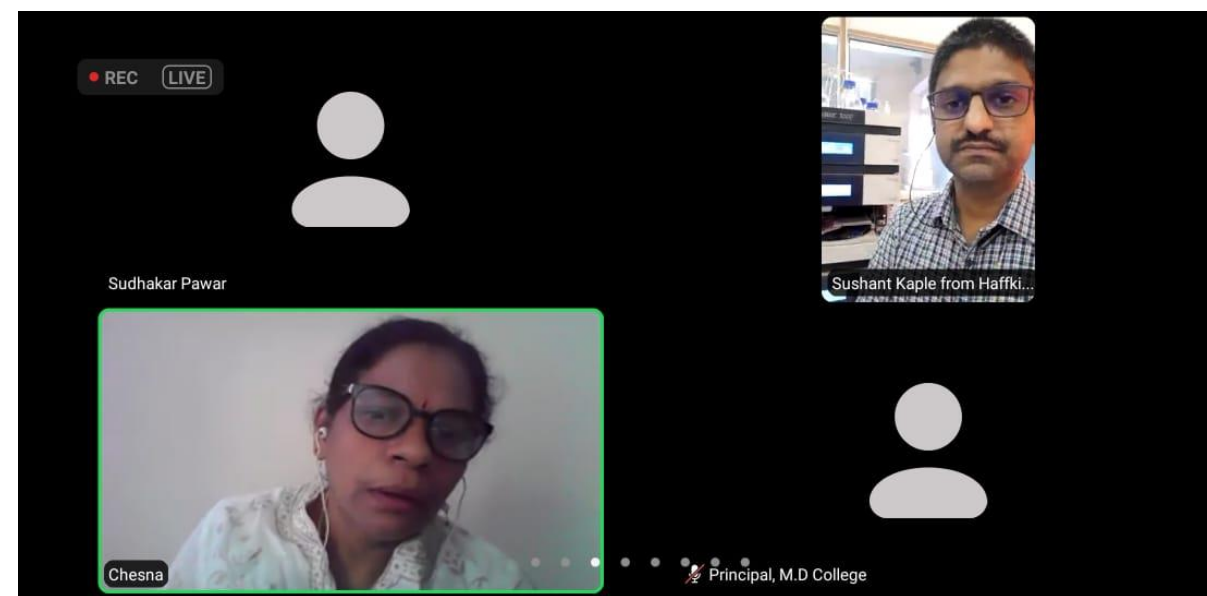 REC LIVE
Sudhakar Pawar
Sushant Kaple from Haffki...
Chesna
Principal, M.D College